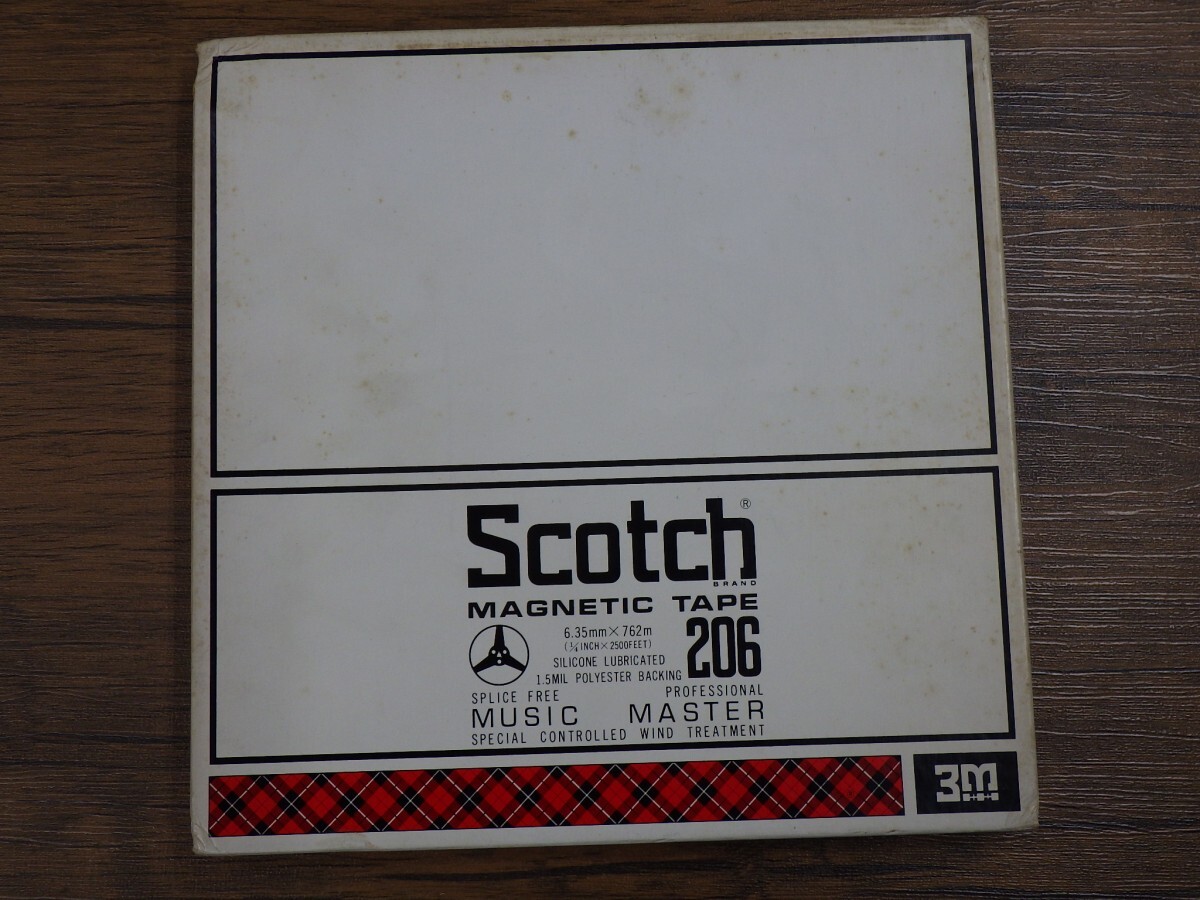 Scotch®
BRAND
MAGNETIC TAPE
6.35mm×762m
(¼INCH×2500FEET)
206
SILICONE LUBRICATED
1.5MIL POLYESTER BACKING
SPLICE FREE PROFESSIONAL
MUSIC MASTER
SPECIAL CONTROLLED WIND TREATMENT
3m